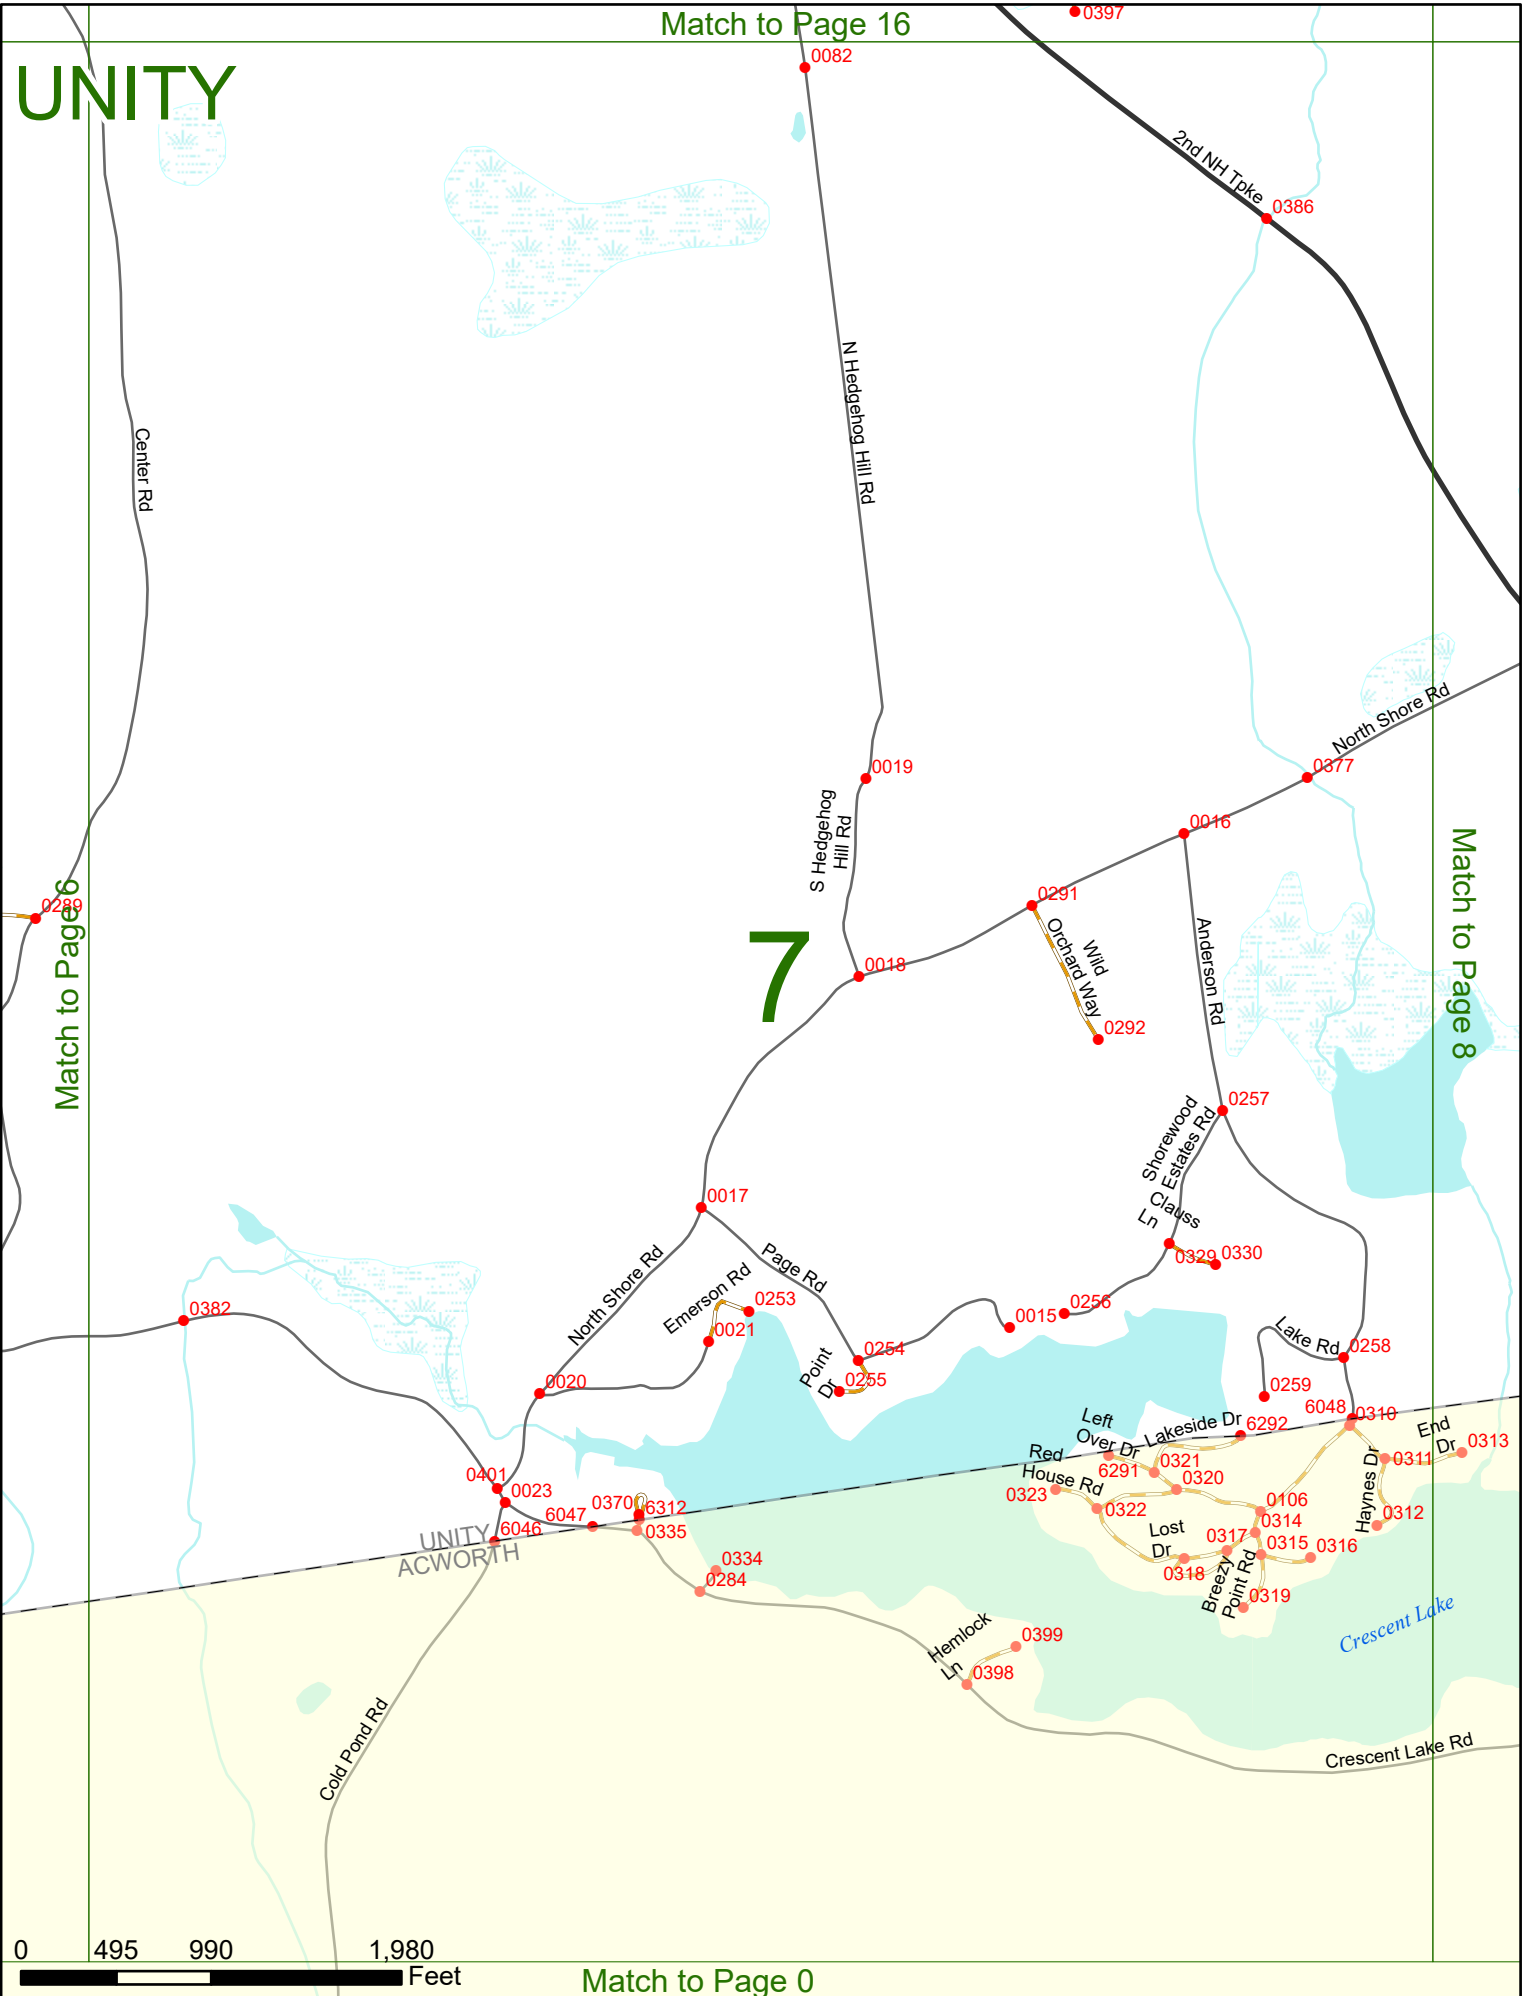 Match to Page 16
0397
UNITY
0082
2nd NH Tpke
0386
N Hedgehog Hill Rd
Center Rd
North Shore Rd
0377
0019
S Hedgehog
Hill Rd
0016
Match to Page 8
0289
Match to Page 6
0291
Wild
Orchard Way
Anderson Rd
7
0018
0292
0257
Shorewood
Estates Rd
Clauss
Ln
0017
0329
0330
Page Rd
North Shore Rd
Emerson Rd
0253
0015
0256
0382
0021
Lake Rd
0258
0254
Point
Dr
0255
0020
0259
6048
0310
Left
Over Dr
Lakeside Dr
6292
End
Dr
0313
Red
House Rd
6291
0321
0311
0401
0023
0323
0320
Haynes Dr
0370
6312
0322
0106
6047
0335
0314
0312
6046
UNITY
ACWORTH
Lost
Dr
0317
0315
0316
0334
0318
Breezy
Point Rd
0284
0319
Crescent Lake
Hemlock
Ln
0399
0398
Cold Pond Rd
Crescent Lake Rd
0 495 990 1,980
Feet
Match to Page 0